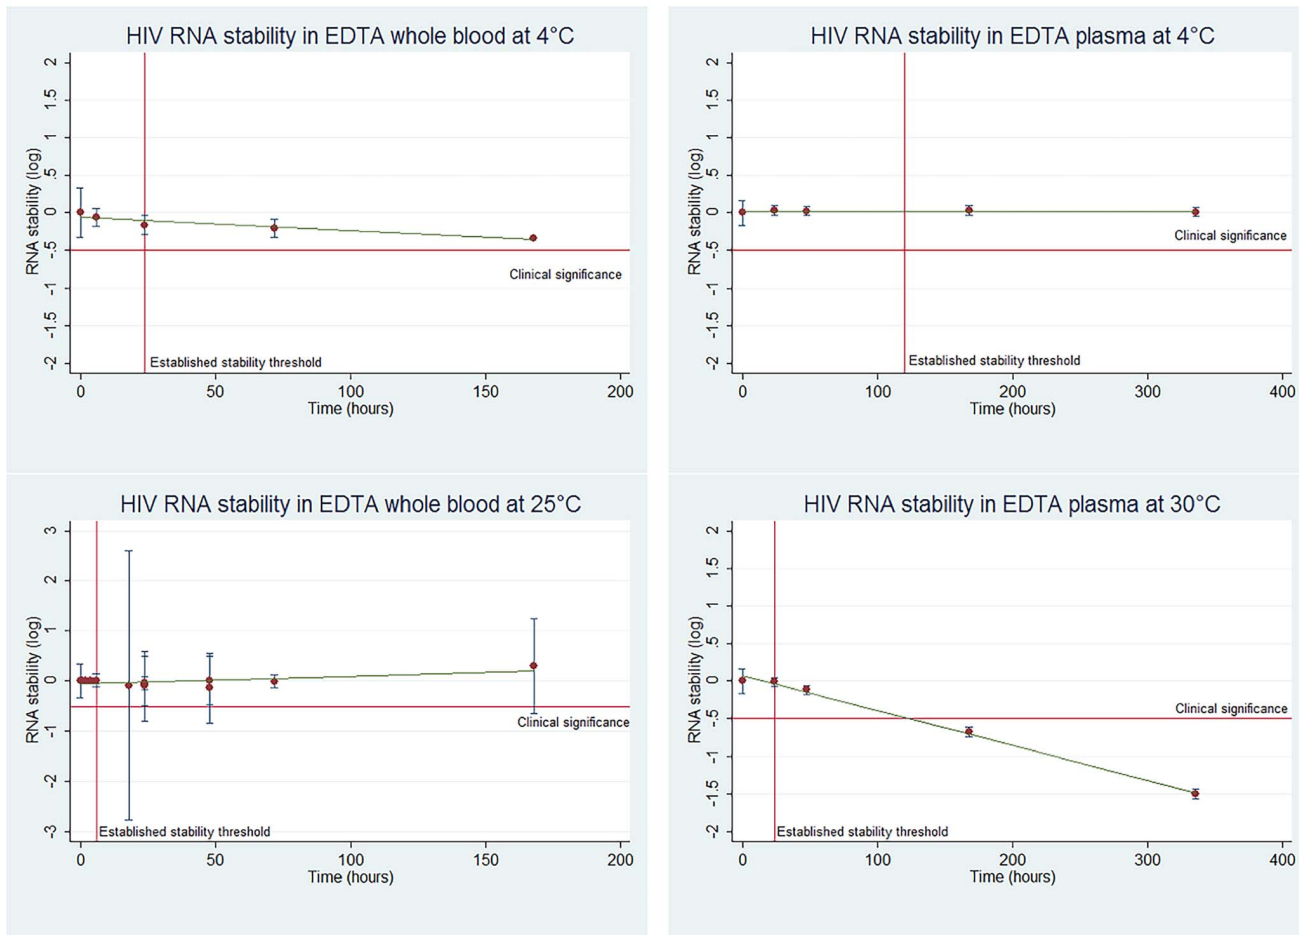 HIV RNA stability in EDTA whole blood at 4°C
RNA stability (log)
2
1.5
1
.5
0
-.5
-1
-1.5
-2
Clinical significance
Established stability threshold
0 50 100 150 200
Time (hours)
HIV RNA stability in EDTA plasma at 4°C
RNA stability (log)
2
1.5
1
.5
0
-.5
-1
-1.5
-2
Clinical significance
Established stability threshold
0 100 200 300 400
Time (hours)
HIV RNA stability in EDTA whole blood at 25°C
RNA stability (log)
3
2
1
0
-1
-2
-3
Clinical significance
Established stability threshold
0 50 100 150 200
Time (hours)
HIV RNA stability in EDTA plasma at 30°C
RNA stability (log)
2
1.5
1
.5
0
-.5
-1
-1.5
-2
Clinical significance
Established stability threshold
0 100 200 300 400
Time (hours)